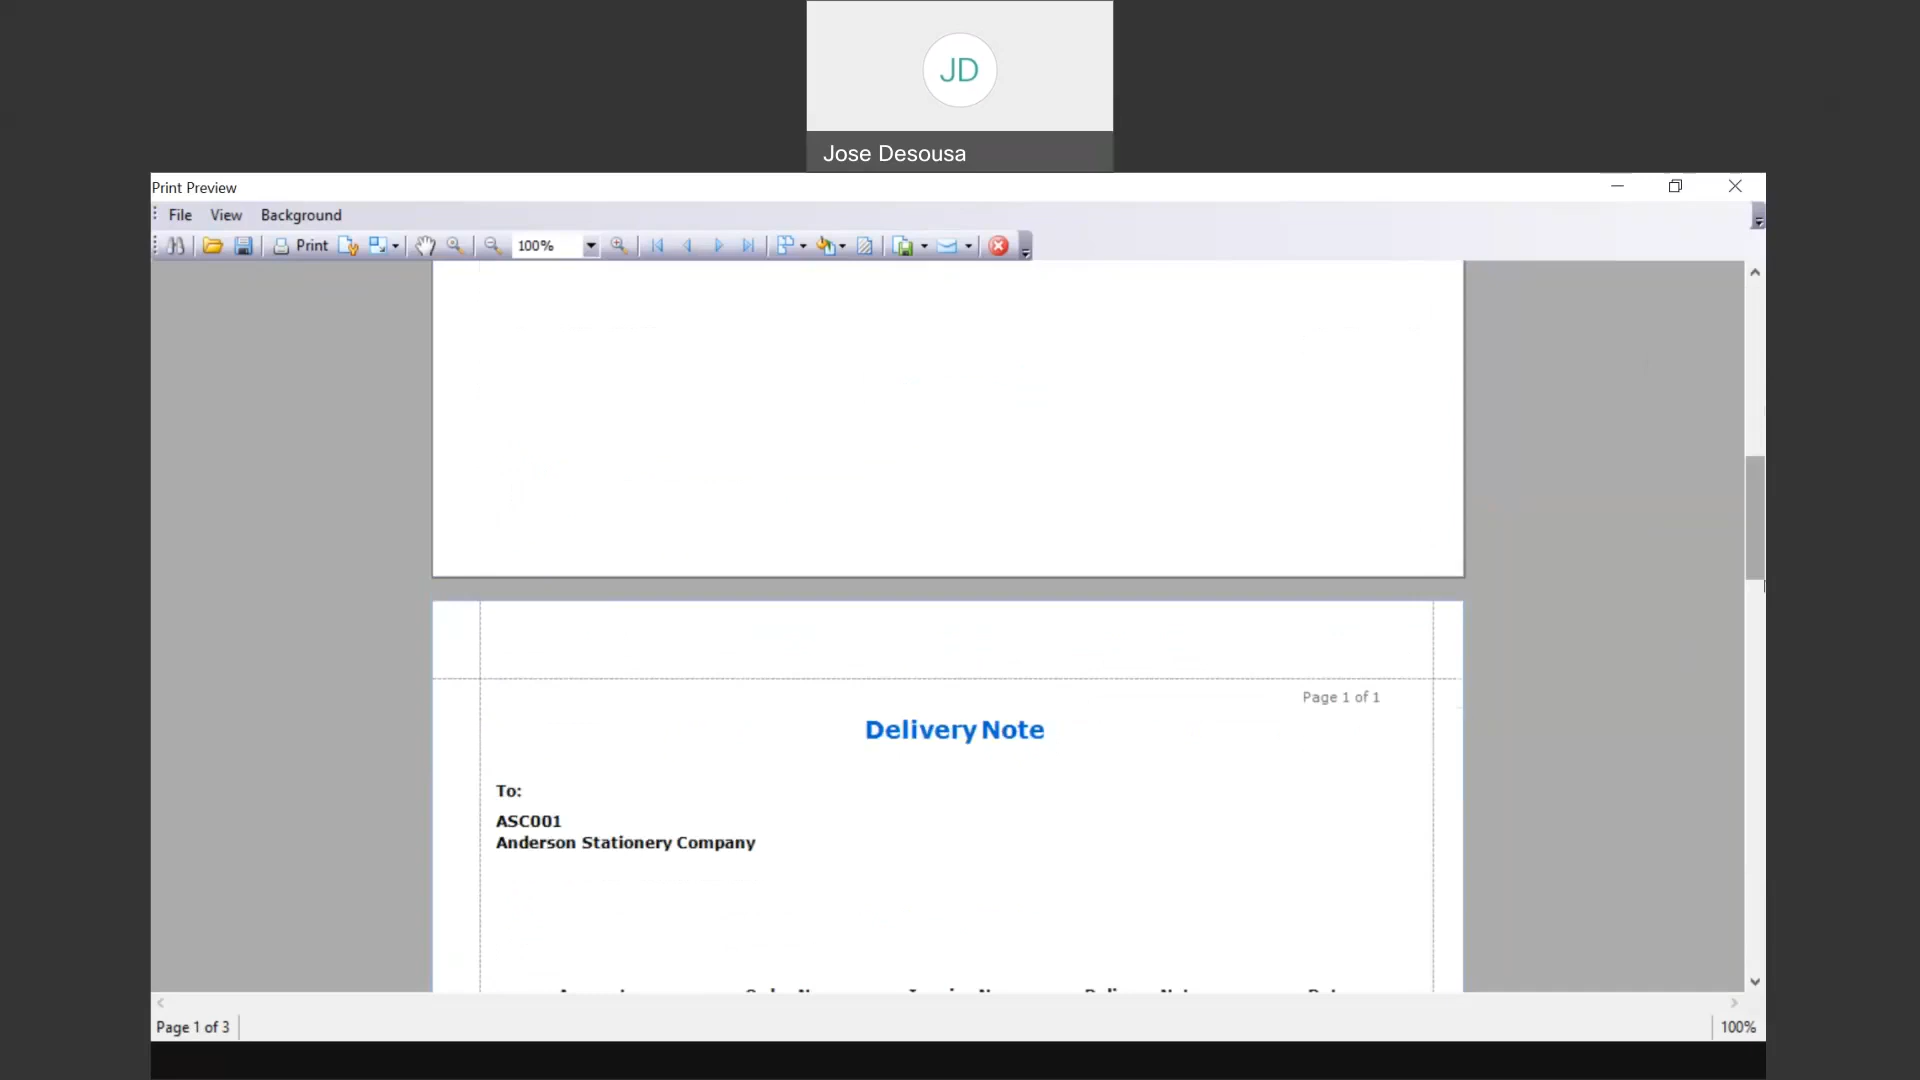 JD
Jose Desousa
Print Preview
File View Background
Print 100%
Page 1 of 1
Delivery Note
To:
ASC001
Anderson Stationery Company
Page 1 of 3
100%